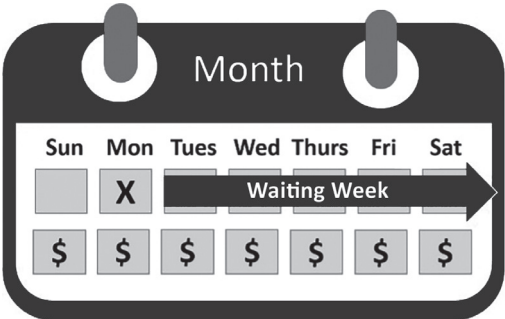 Month
Sun Mon Tues Wed Thurs Fri Sat
X Waiting Week
$ $ $ $ $ $ $